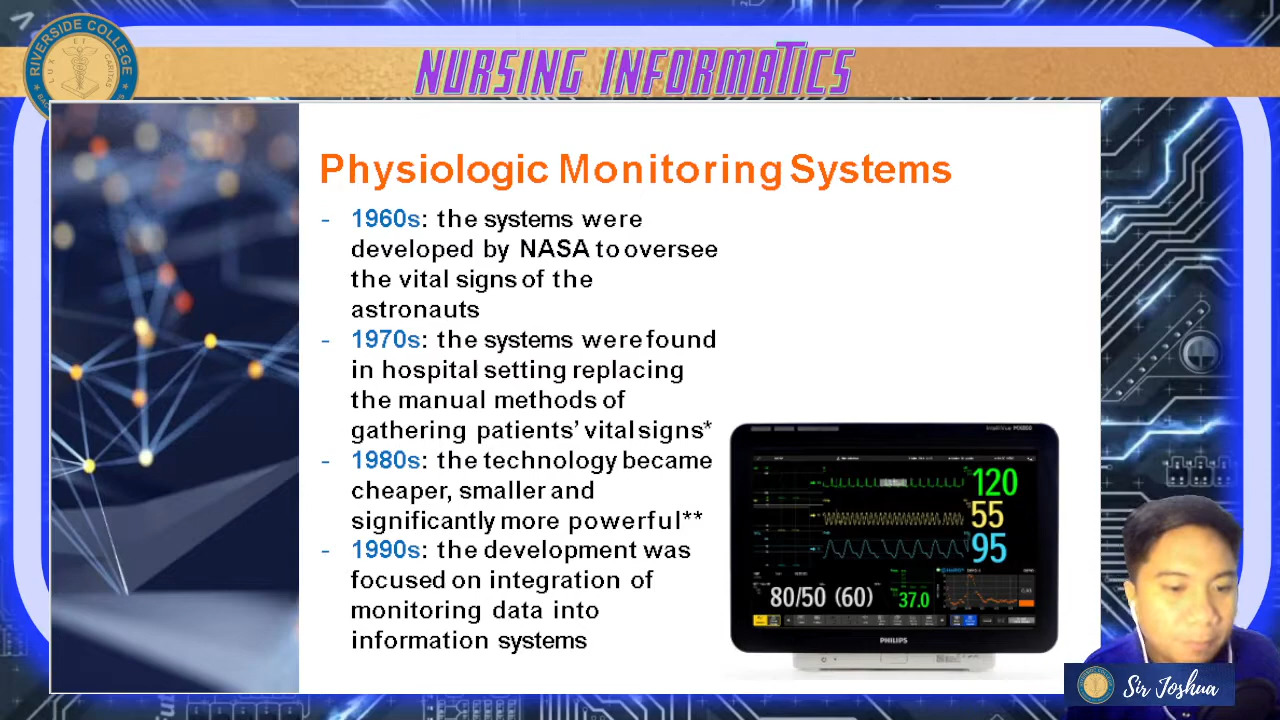 RIVERSIDE COLLEGE
LUX ET
CARITAS
NURSING INFORMATICS
Physiologic Monitoring Systems
- 1960s: the systems were
developed by NASA to oversee
the vital signs of the
astronauts
- 1970s: the systems were found
in hospital setting replacing
the manual methods of
gathering patients’ vital signs*
- 1980s: the technology became
cheaper, smaller and
significantly more powerful**
- 1990s: the development was
focused on integration of
monitoring data into
information systems
120
55
95
80/50 (60)
37.0
PHILIPS
Sir Joshua